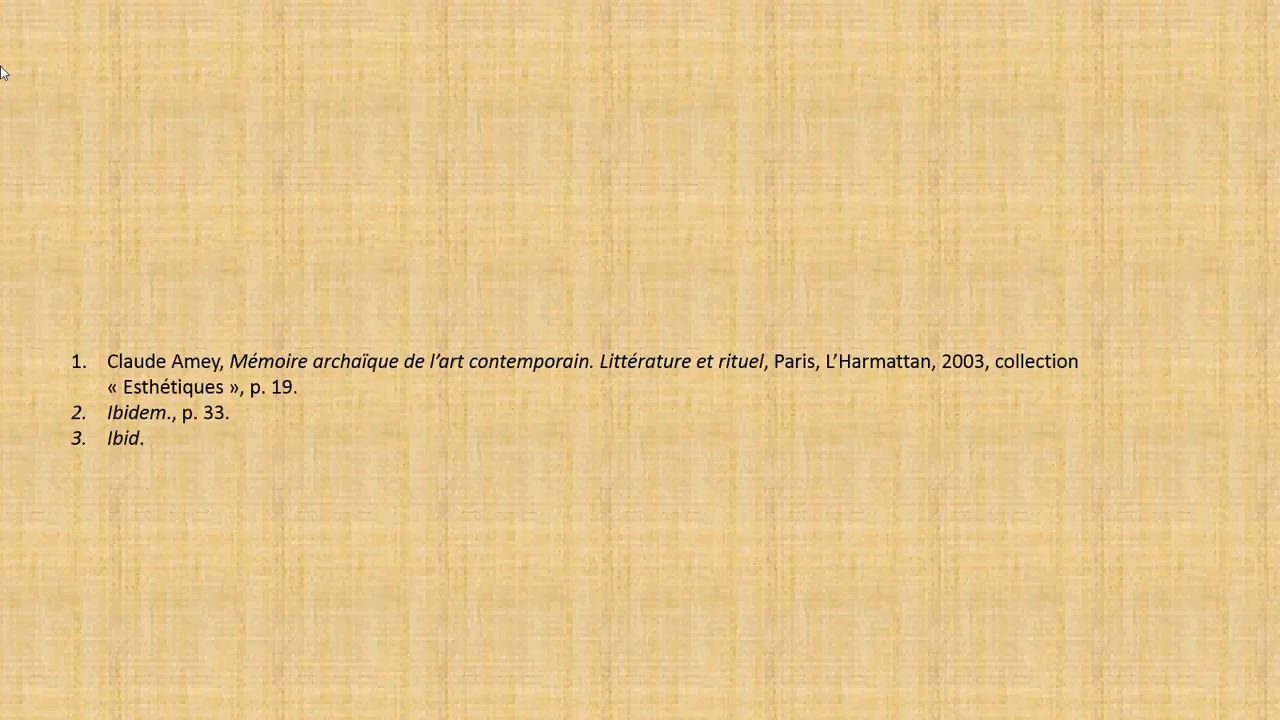 1. Claude Amey, Mémoire archaïque de l’art contemporain. Littérature et rituel, Paris, L’Harmattan, 2003, collection
« Esthétiques », p. 19.
2. Ibidem., p. 33.
3. Ibid.